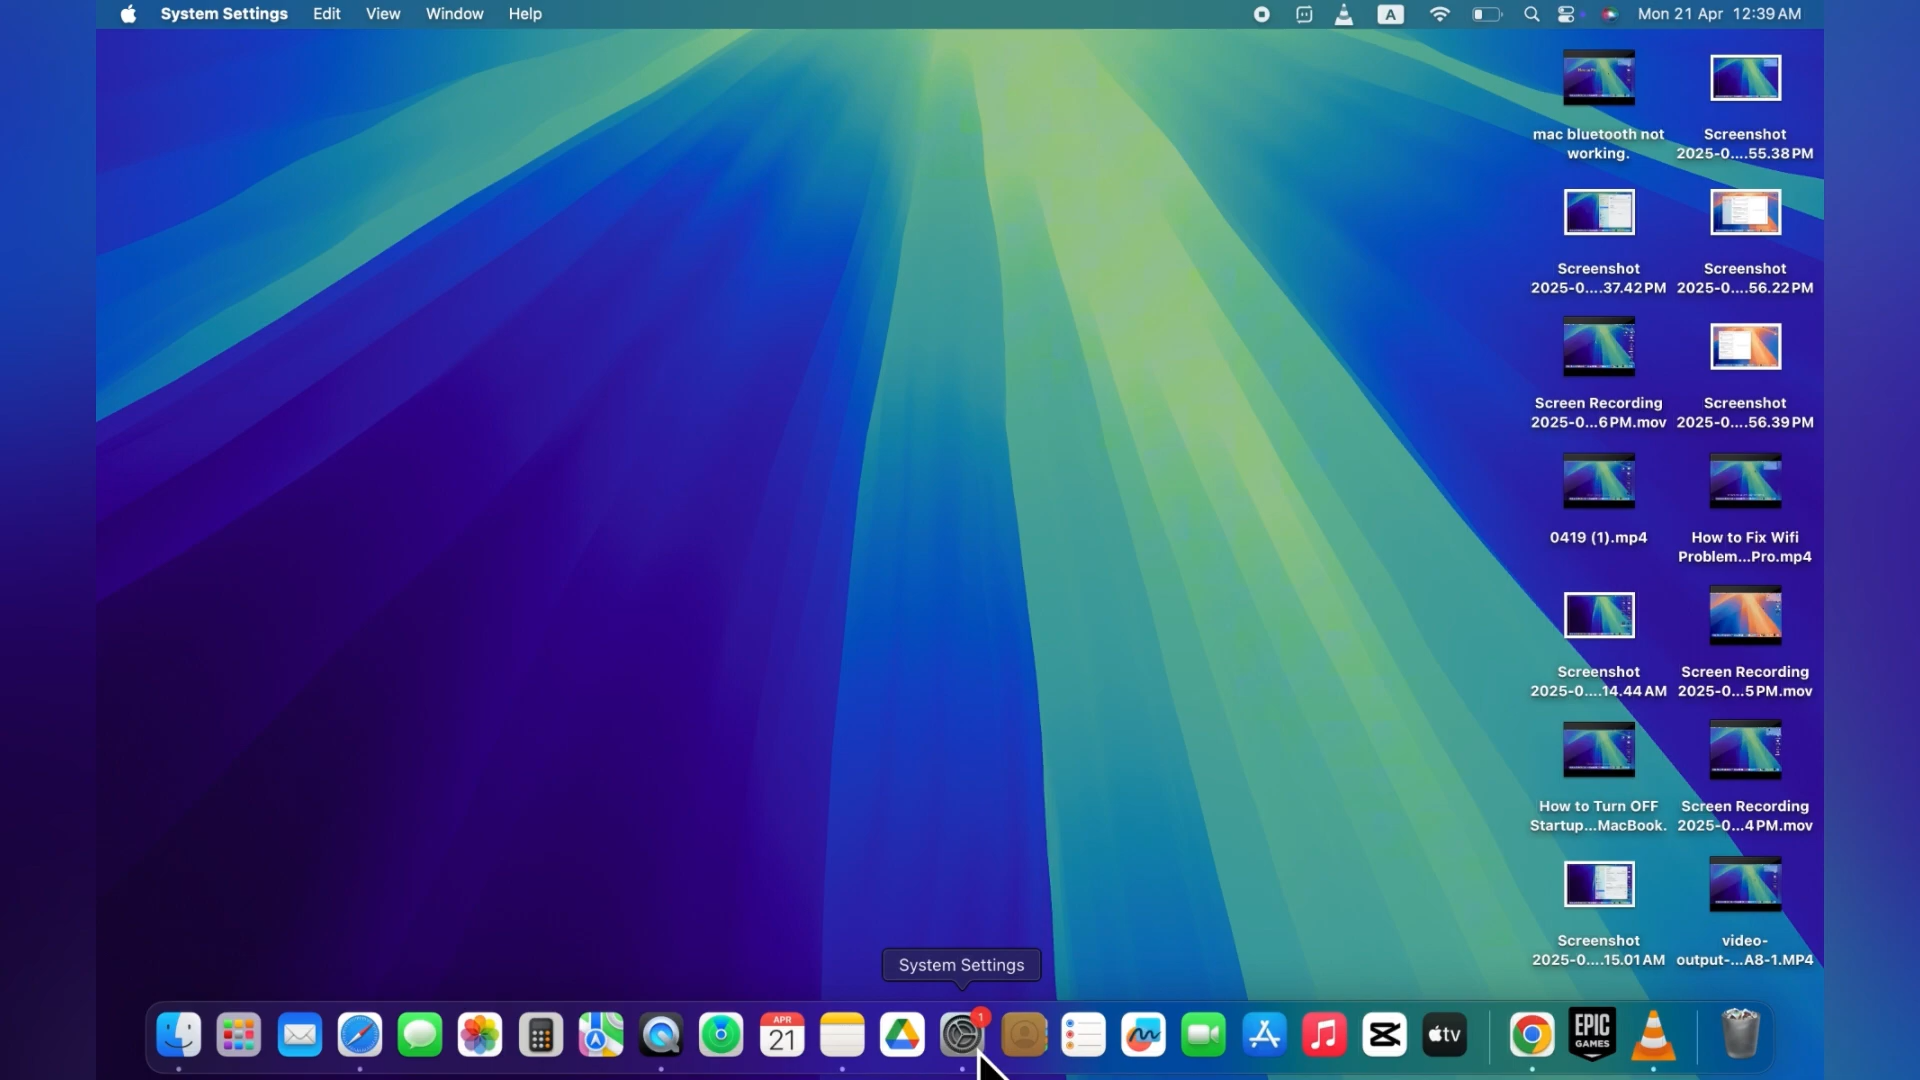 System Settings Edit View Window Help
A
Mon 21 Apr 12:39 AM
mac bluetooth not
working.
Screenshot
2025-0....55.38 PM
Screenshot
2025-0....37.42 PM
Screenshot
2025-0....56.22 PM
Screen Recording
2025-0...6 PM.mov
Screenshot
2025-0....56.39 PM
0419 (1).mp4
How to Fix Wifi
Problem...Pro.mp4
Screenshot
2025-0....14.44 AM
Screen Recording
2025-0...5 PM.mov
How to Turn OFF
Startup...MacBook.
Screen Recording
2025-0...4 PM.mov
Screenshot
2025-0....15.01 AM
video-
output-...A8-1.MP4
System Settings
APR
21
1
tv
EPIC
GAMES